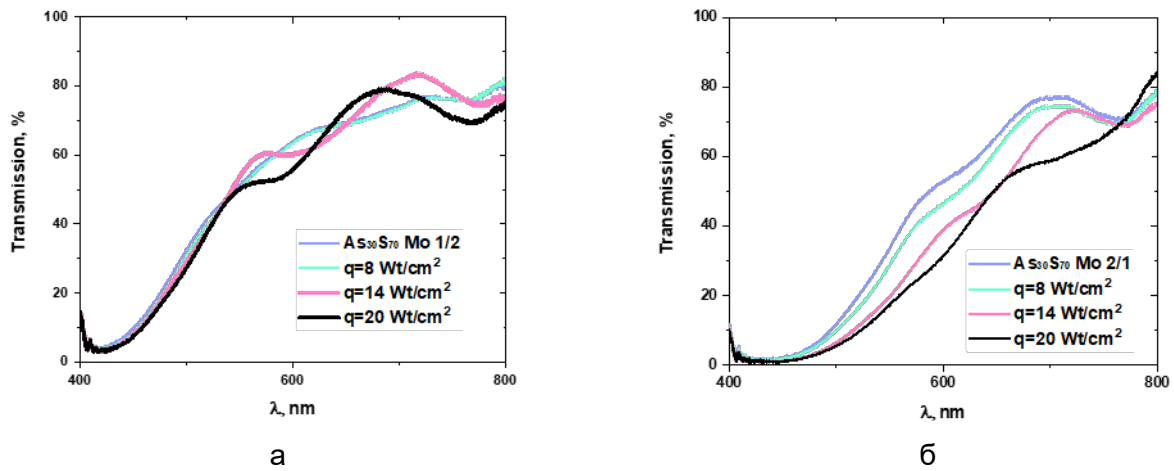 Transmission, %
100
80
60
40
20
0
As₃₀S₇₀ Mo 1/2
q=8 Wt/cm²
q=14 Wt/cm²
q=20 Wt/cm²
400
600
800
λ, nm
а
Transmission, %
100
80
60
40
20
0
As₃₀S₇₀ Mo 2/1
q=8 Wt/cm²
q=14 Wt/cm²
q=20 Wt/cm²
400
500
600
700
800
λ, nm
б